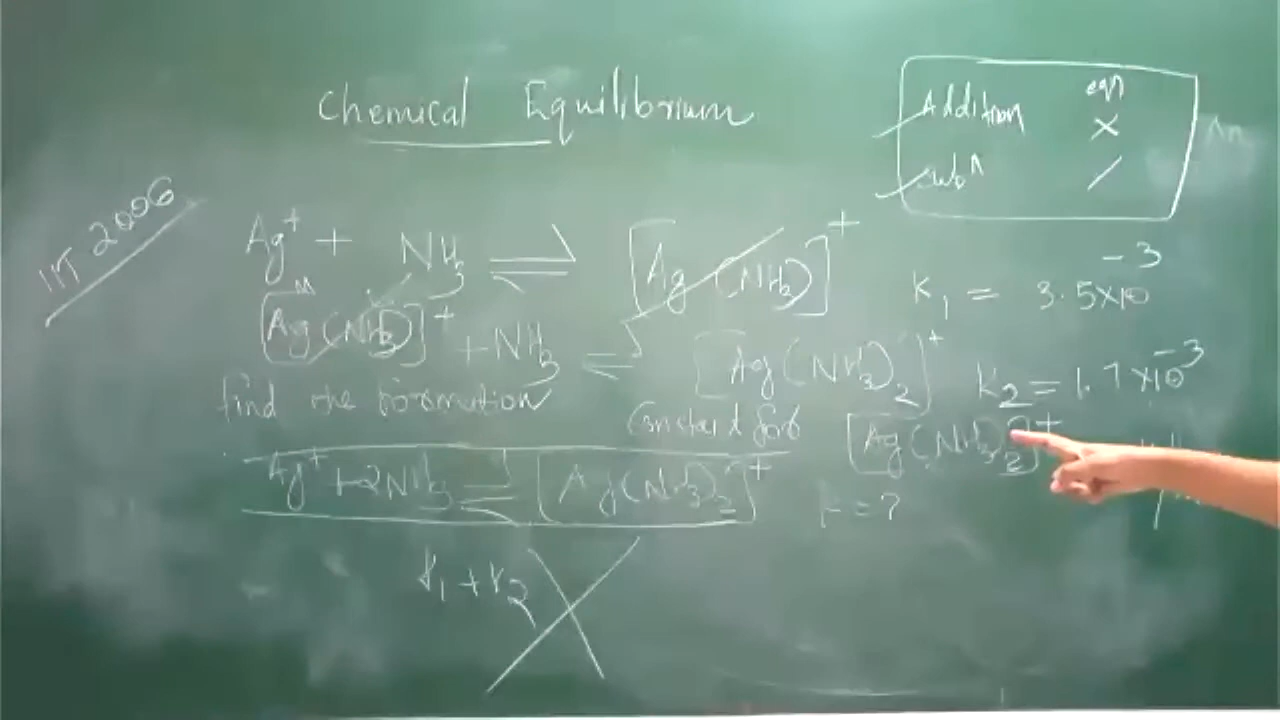 Chemical Equilibrium
eqn
Addition ×
subⁿ /
IIT 2006
Ag⁺ + NH₃ ⇌ [Ag(NH₃)]⁺ K₁ = 3.5×10⁻³
[Ag(NH₃)]⁺ + NH₃ ⇌ [Ag(NH₃)₂]⁺ K₂ = 1.7×10⁻³
find the formation constant for [Ag(NH₃)₂]⁺
Ag⁺ + 2NH₃ ⇌ [Ag(NH₃)₂]⁺ K = ?
K₁ + K₂